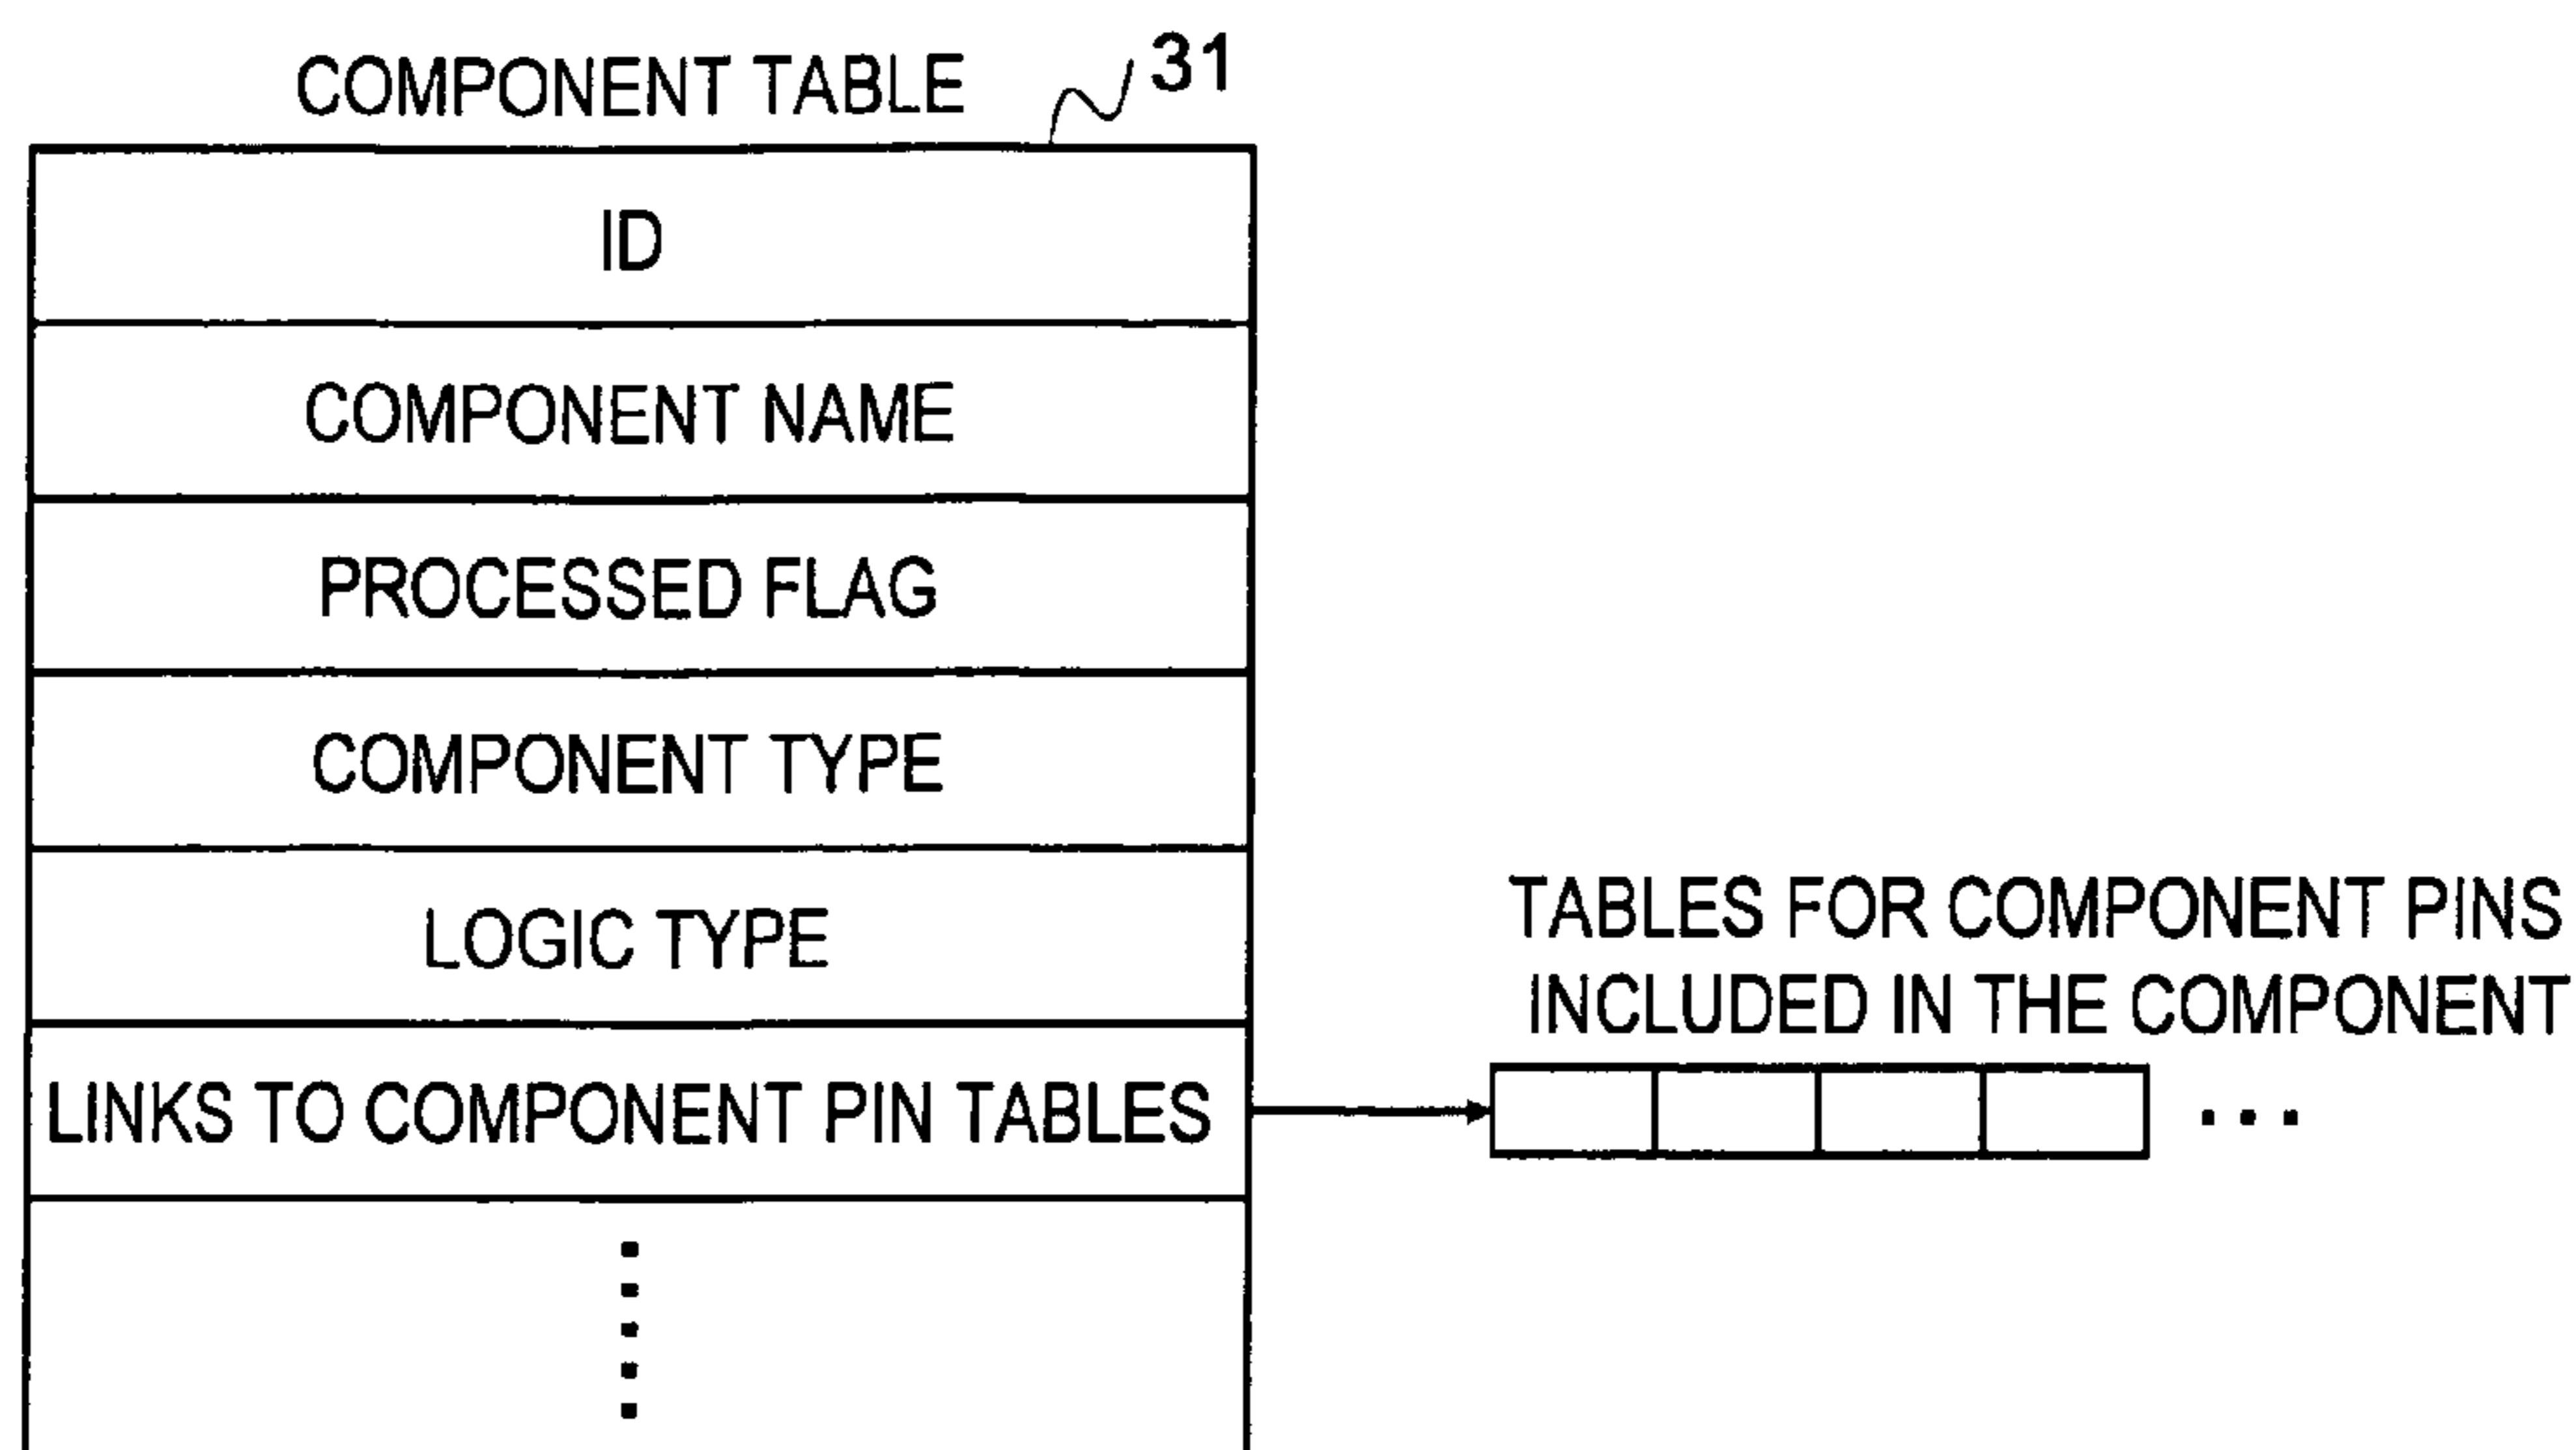 COMPONENT TABLE 31
ID
COMPONENT NAME
PROCESSED FLAG
COMPONENT TYPE
LOGIC TYPE
TABLES FOR COMPONENT PINS
INCLUDED IN THE COMPONENT
LINKS TO COMPONENT PIN TABLES